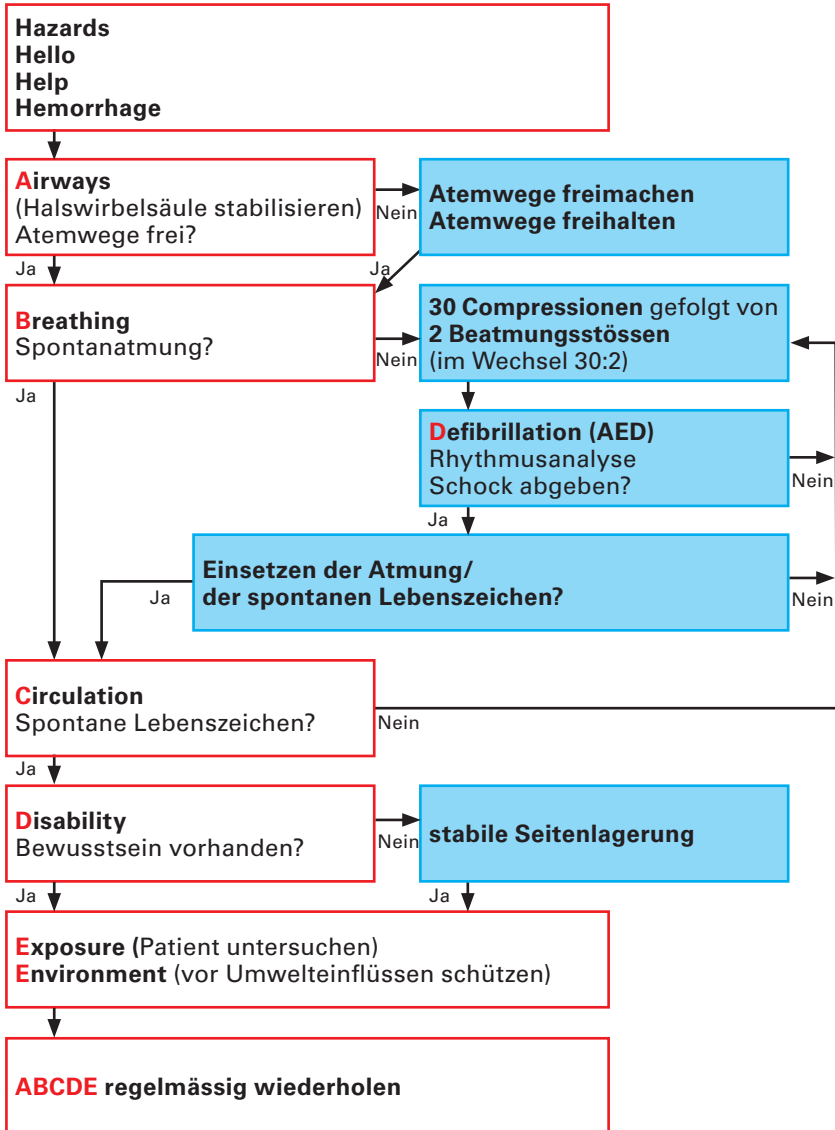 Hazards
Hello
Help
Hemorrhage
Airways
(Halswirbelsäule stabilisieren)
Atemwege frei?
Nein
Atemwege freimachen
Atemwege freihalten
Ja
Ja
Breathing
Spontanatmung?
Nein
30 Compressionen gefolgt von
2 Beatmungsstössen
(im Wechsel 30:2)
Ja
Defibrillation (AED)
Rhythmusanalyse
Schock abgeben?
Nein
Ja
Einsetzen der Atmung/
der spontanen Lebenszeichen?
Ja
Nein
Circulation
Spontane Lebenszeichen?
Nein
Ja
Disability
Bewusstsein vorhanden?
Nein
stabile Seitenlagerung
Ja
Ja
Exposure (Patient untersuchen)
Environment (vor Umwelteinflüssen schützen)
ABCDE regelmässig wiederholen